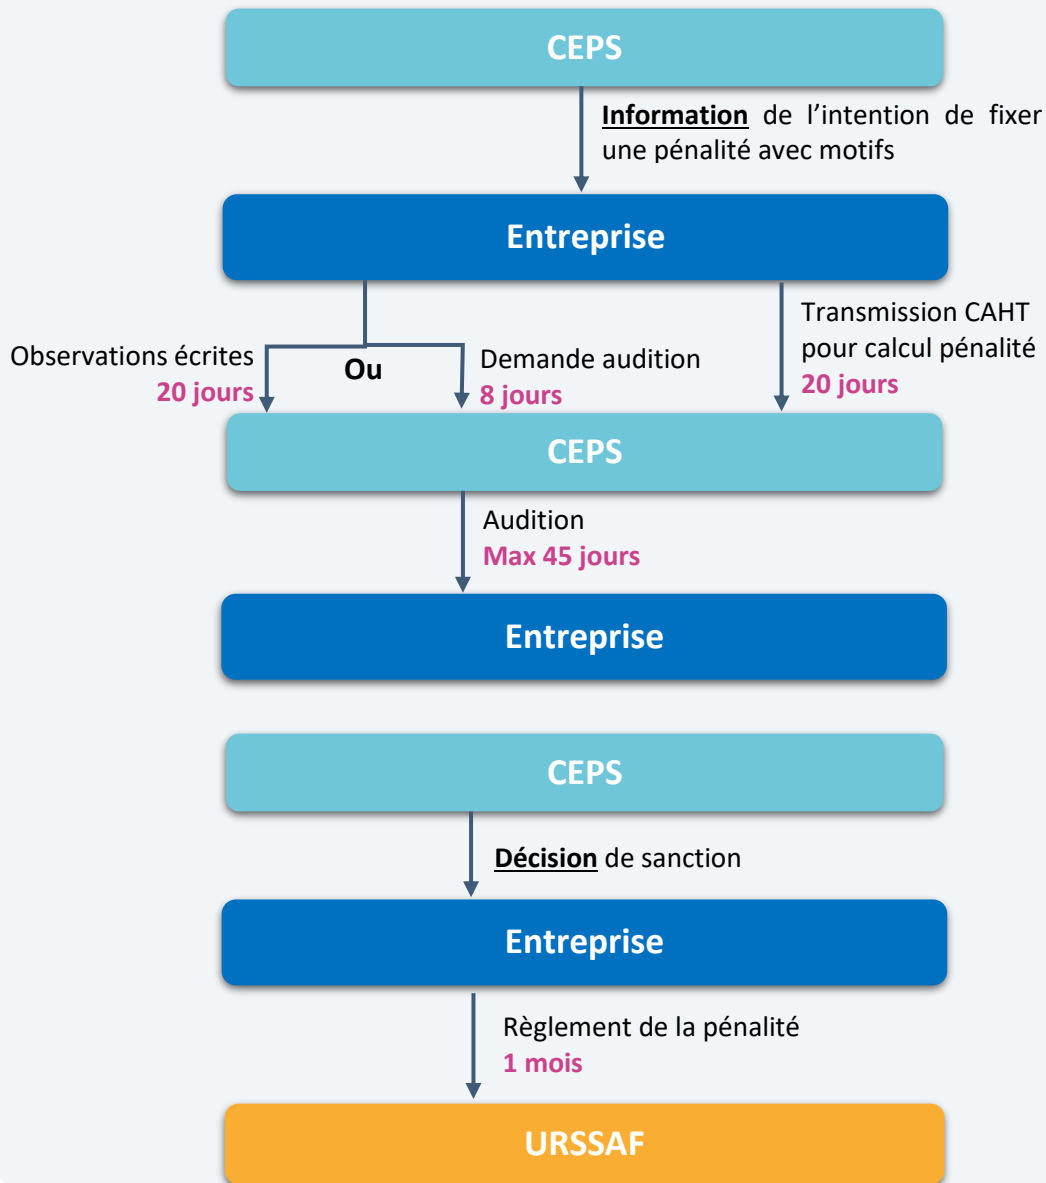 CEPS
Information de l'intention de fixer
une pénalité avec motifs
Entreprise
Observations écrites
20 jours
Ou
Demande audition
8 jours
Transmission CAHT
pour calcul pénalité
20 jours
CEPS
Audition
Max 45 jours
Entreprise
CEPS
Décision de sanction
Entreprise
Règlement de la pénalité
1 mois
URSSAF